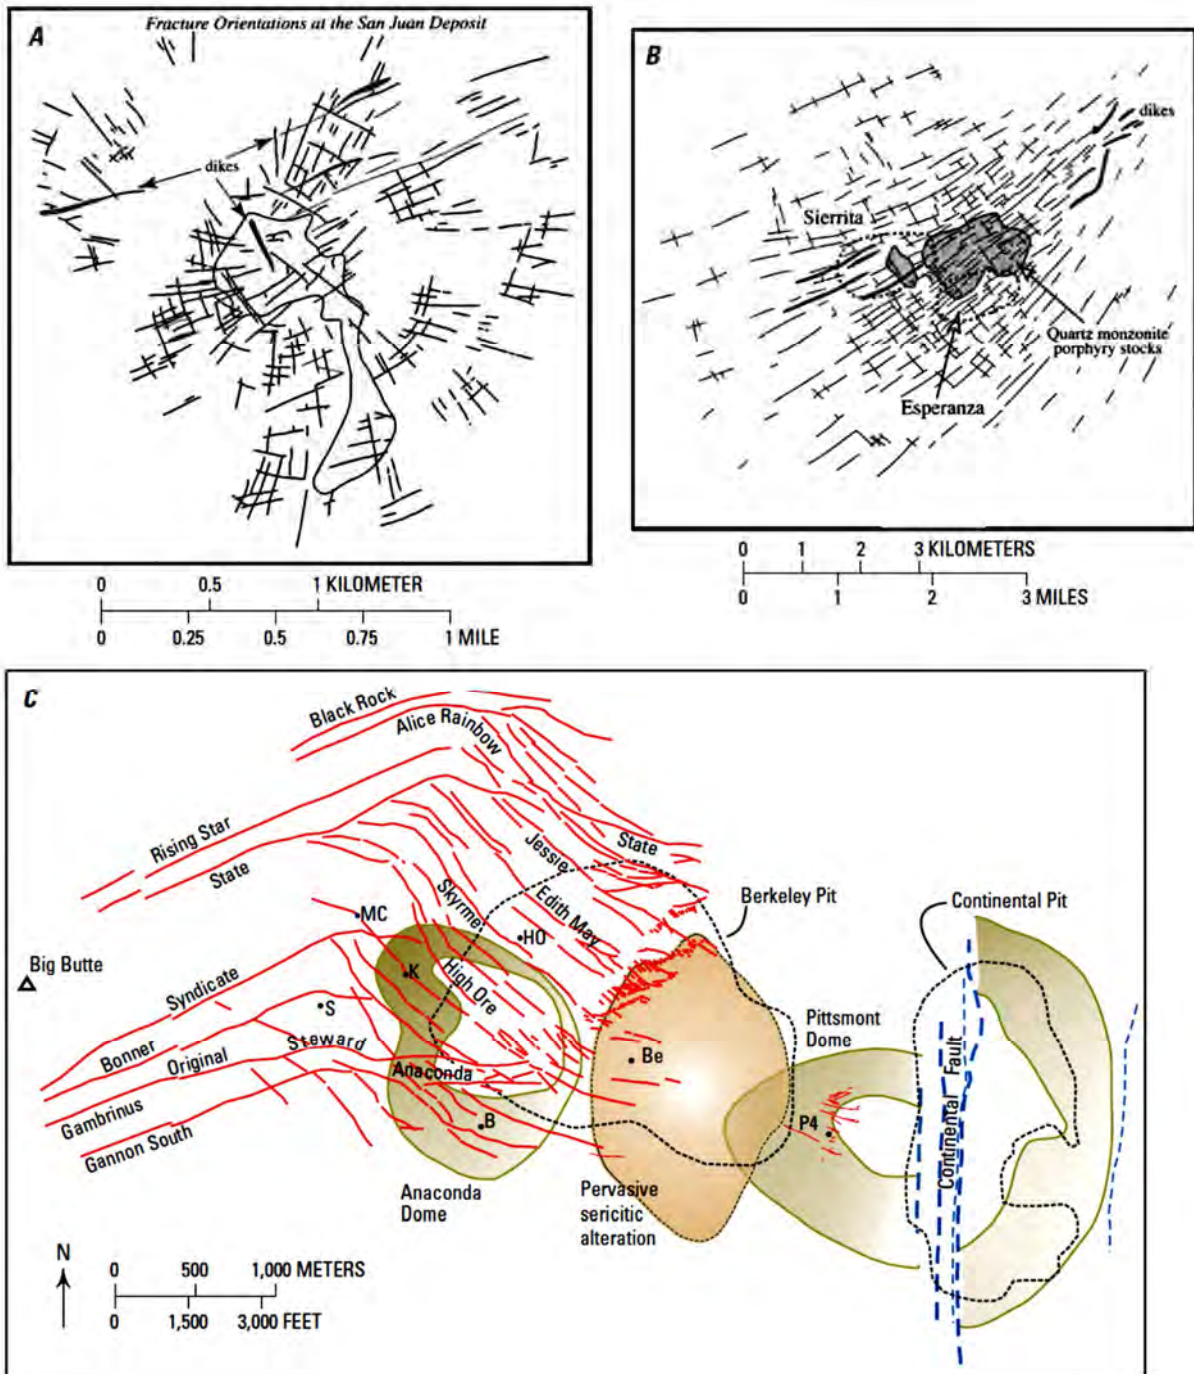 A
Fracture Orientations at the San Juan Deposit
dikes
0 0.5 1 KILOMETER
0 0.25 0.5 0.75 1 MILE
B
dikes
Sierrita
Quartz monzonite
porphyry stocks
Esperanza
0 1 2 3 KILOMETERS
0 1 2 3 MILES
C
Black Rock
Alice Rainbow
Rising Star
State
State
Jessie
Edith May
Skyrme
High Ore
Berkeley Pit
Continental Pit
MC
HO
K
S
Big Butte
Syndicate
Bonner
Original
Steward
Gambrinus
Gannon South
Anaconda
B
Be
Pittsmont
Dome
P4
Continental Fault
Anaconda
Dome
Pervasive
sericitic
alteration
N
0 500 1,000 METERS
0 1,500 3,000 FEET